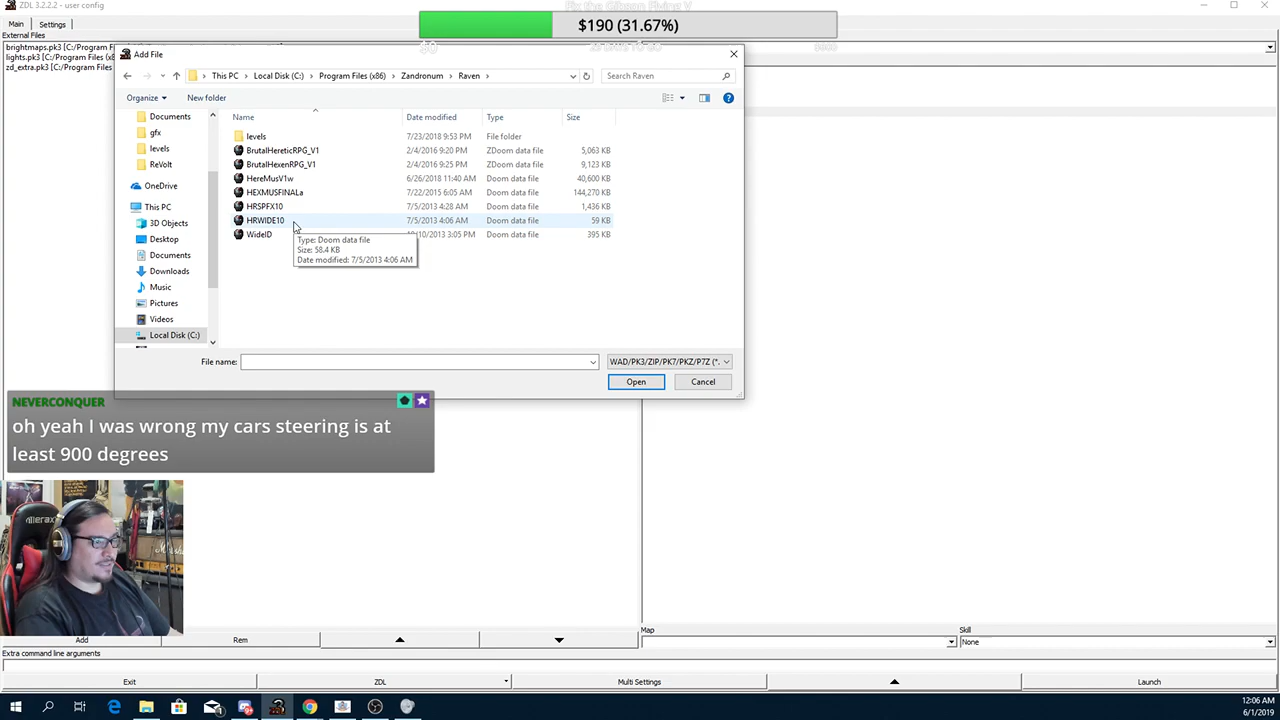 ZDL 3.2.2.2 - user config
Fix the Gibson Flying V
Main
Settings
$190 (31.67%)
External Files
brightmaps.pk3 [C:/Program F
lights.pk3 [C:/Program Files (x8
zd_extra.pk3 [C:/Program Files
Add File
This PC > Local Disk (C:) > Program Files (x86) > Zandronum > Raven >
Search Raven
Organize
New folder
Name
Date modified
Type
Size
Documents
gfx
levels
ReVolt
OneDrive
This PC
3D Objects
Desktop
Documents
Downloads
Music
Pictures
Videos
Local Disk (C:)
levels 7/23/2018 9:53 PM File folder
BrutalHereticRPG_V1 2/4/2016 9:20 PM ZDoom data file 5,063 KB
BrutalHexenRPG_V1 2/4/2016 9:25 PM ZDoom data file 9,123 KB
HereMusV1w 6/26/2018 11:40 AM Doom data file 40,600 KB
HEXMUSFINALa 7/22/2015 6:05 AM Doom data file 144,270 KB
HRSPFX10 7/5/2013 4:28 AM Doom data file 1,436 KB
HRWIDE10 7/5/2013 4:06 AM Doom data file 59 KB
WideID 10/10/2013 3:05 PM Doom data file 395 KB
Type: Doom data file
Size: 58.4 KB
Date modified: 7/5/2013 4:06 AM
File name:
WAD/PK3/ZIP/PK7/PKZ/P7Z (*.
Open
Cancel
NEVERCONQUER
oh yeah I was wrong my cars steering is at
least 900 degrees
Add
Rem
Map
Skill
None
Extra command line arguments
Exit
ZDL
Multi Settings
Launch
12:06 AM
6/1/2019